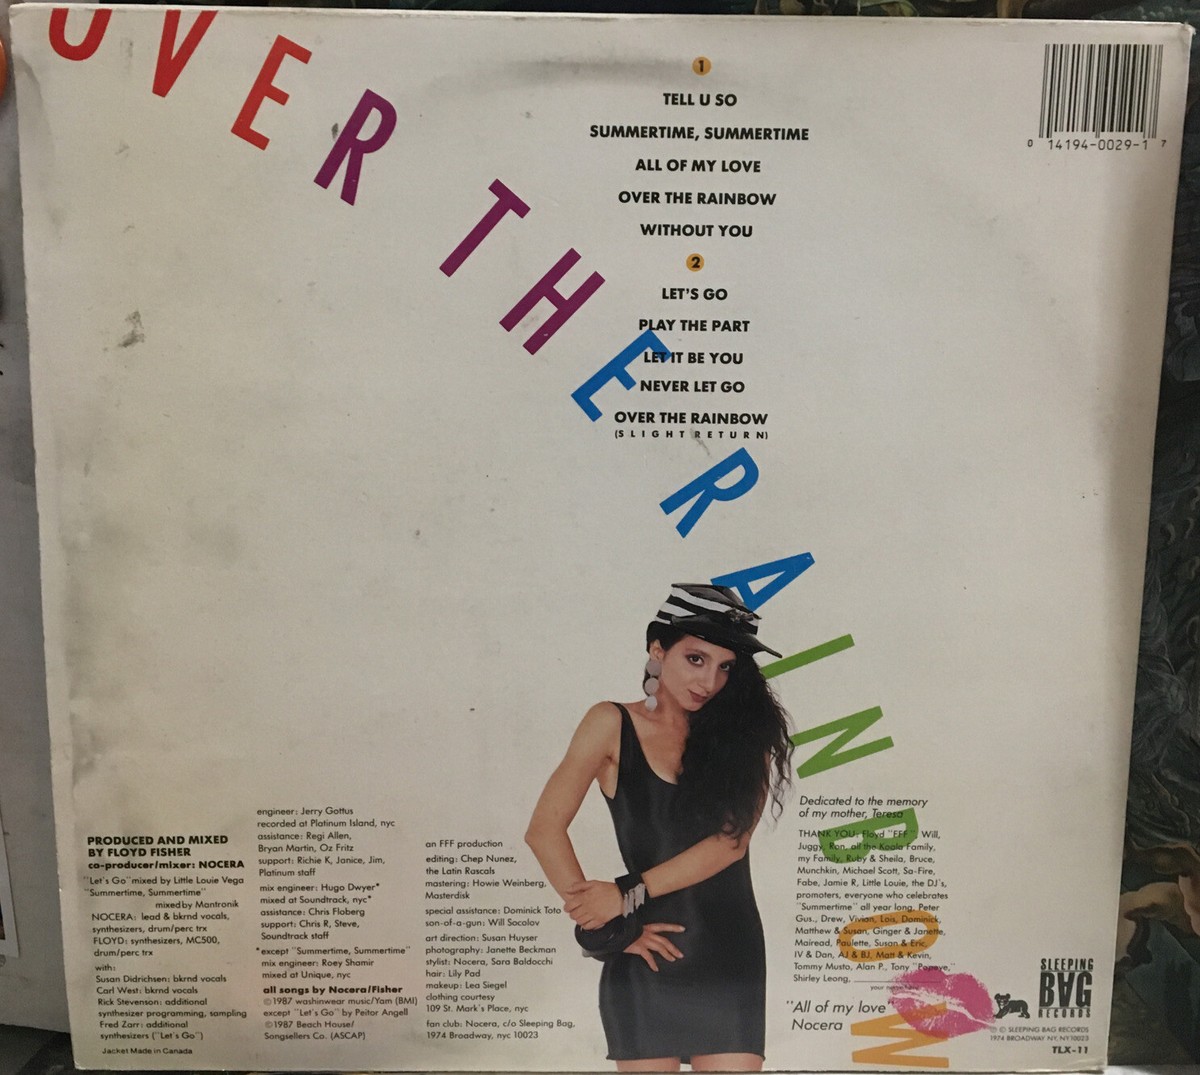 OVER THE RAINBOW
1
TELL U SO
SUMMERTIME, SUMMERTIME
ALL OF MY LOVE
OVER THE RAINBOW
WITHOUT YOU
2
LET'S GO
PLAY THE PART
LET IT BE YOU
NEVER LET GO
OVER THE RAINBOW
(SLIGHT RETURN)
0 14194-0029-1 7
PRODUCED AND MIXED
BY FLOYD FISHER
co-producer/mixer: NOCERA
"Let's Go" mixed by Little Louie Vega
"Summertime, Summertime"
mixed by Mantronik
NOCERA: lead & bkrnd vocals,
synthesizers, drum/perc trx
FLOYD: synthesizers, MC500,
drum/perc trx
with:
Susan Didrichsen: bkrnd vocals
Carl West: bkrnd vocals
Rick Stevenson: additional
synthesizer programming, sampling
Fred Zarr: additional
synthesizers ("Let's Go")
Jacket Made in Canada
engineer: Jerry Gottus
recorded at Platinum Island, nyc
assistance: Regi Allen,
Bryan Martin, Oz Fritz
support: Richie K, Janice, Jim,
Platinum staff
mix engineer: Hugo Dwyer*
mixed at Soundtrack, nyc*
assistance: Chris Floberg
support: Chris R, Steve,
Soundtrack staff
*except "Summertime, Summertime"
mix engineer: Roey Shamir
mixed at Unique, nyc
all songs by Nocera/Fisher
©1987 washinwear music/Yam (BMI)
except "Let's Go" by Peitor Angell
©1987 Beach House/
Songsellers Co. (ASCAP)
an FFF production
editing: Chep Nunez,
the Latin Rascals
mastering: Howie Weinberg,
Masterdisk
special assistance: Dominick Toto
son-of-a-gun: Will Socolov
art direction: Susan Huyser
photography: Janette Beckman
stylist: Nocera, Sara Baldocchi
hair: Lily Pad
makeup: Lea Siegel
clothing courtesy
109 St. Mark's Place, nyc
fan club: Nocera, c/o Sleeping Bag,
1974 Broadway, nyc 10023
Dedicated to the memory
of my mother, Teresa
THANK YOU: Floyd "FFF", Will,
Juggy, Ron, all the Koala Family,
my Family, Ruby & Sheila, Bruce,
Munchkin, Michael Scott, Sa-Fire,
Fabe, Jamie R, Little Louie, the DJ's,
promoters, everyone who celebrates
"Summertime" all year long, Peter
Gus., Drew, Vivian, Lois, Dominick,
Matthew & Susan, Ginger & Janette,
Mairead, Paulette, Susan & Eric,
IV & Dan, AJ & BJ, Matt & Kevin,
Tommy Musto, Alan P., Tony "Popeye",
Shirley Leong,
your name
"All of my love"
Nocera
SLEEPING
BAG
RECORDS
℗ © SLEEPING BAG RECORDS
1974 BROADWAY NY, NY 10023
TLX-11